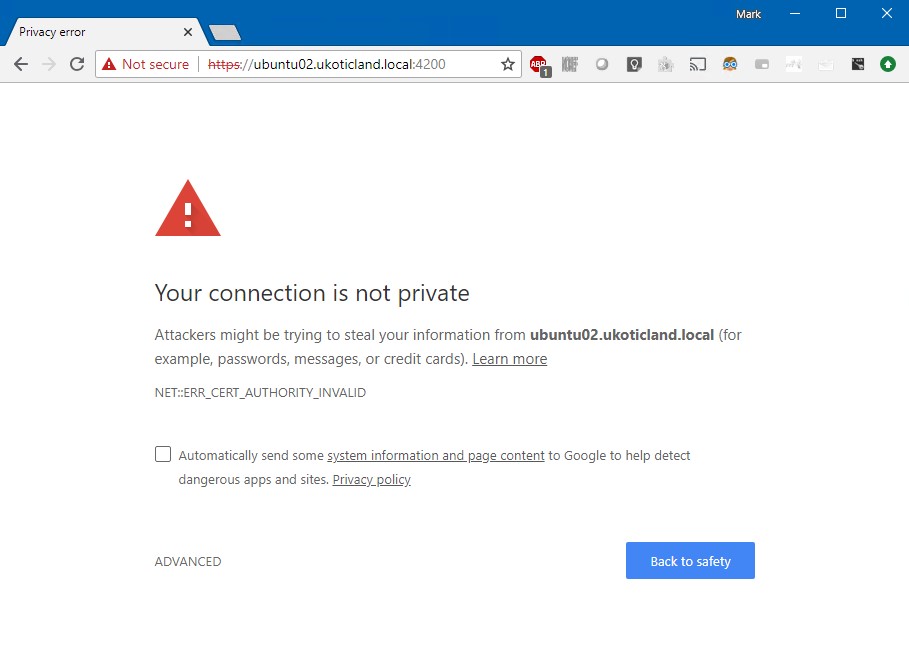 Mark
Privacy error
Not secure https://ubuntu02.ukoticland.local:4200
ABP
1
Your connection is not private
Attackers might be trying to steal your information from ubuntu02.ukoticland.local (for
example, passwords, messages, or credit cards). Learn more
NET::ERR_CERT_AUTHORITY_INVALID
Automatically send some system information and page content to Google to help detect
dangerous apps and sites. Privacy policy
ADVANCED
Back to safety